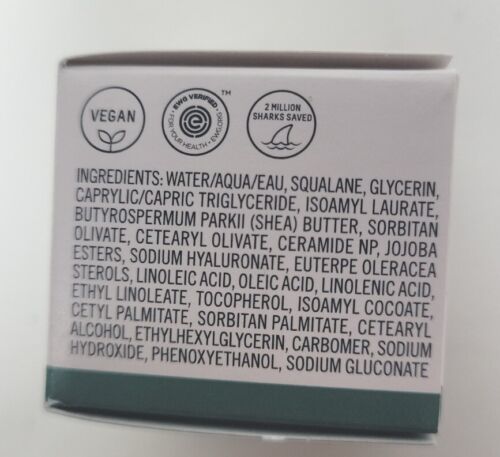 VEGAN
EWG VERIFIED
FOR YOUR HEALTH • EWG.ORG
TM
2 MILLION
SHARKS SAVED
INGREDIENTS: WATER/AQUA/EAU, SQUALANE, GLYCERIN,
CAPRYLIC/CAPRIC TRIGLYCERIDE, ISOAMYL LAURATE,
BUTYROSPERMUM PARKII (SHEA) BUTTER, SORBITAN
OLIVATE, CETEARYL OLIVATE, CERAMIDE NP, JOJOBA
ESTERS, SODIUM HYALURONATE, EUTERPE OLERACEA
STEROLS, LINOLEIC ACID, OLEIC ACID, LINOLENIC ACID,
ETHYL LINOLEATE, TOCOPHEROL, ISOAMYL COCOATE,
CETYL PALMITATE, SORBITAN PALMITATE, CETEARYL
ALCOHOL, ETHYLHEXYLGLYCERIN, CARBOMER, SODIUM
HYDROXIDE, PHENOXYETHANOL, SODIUM GLUCONATE